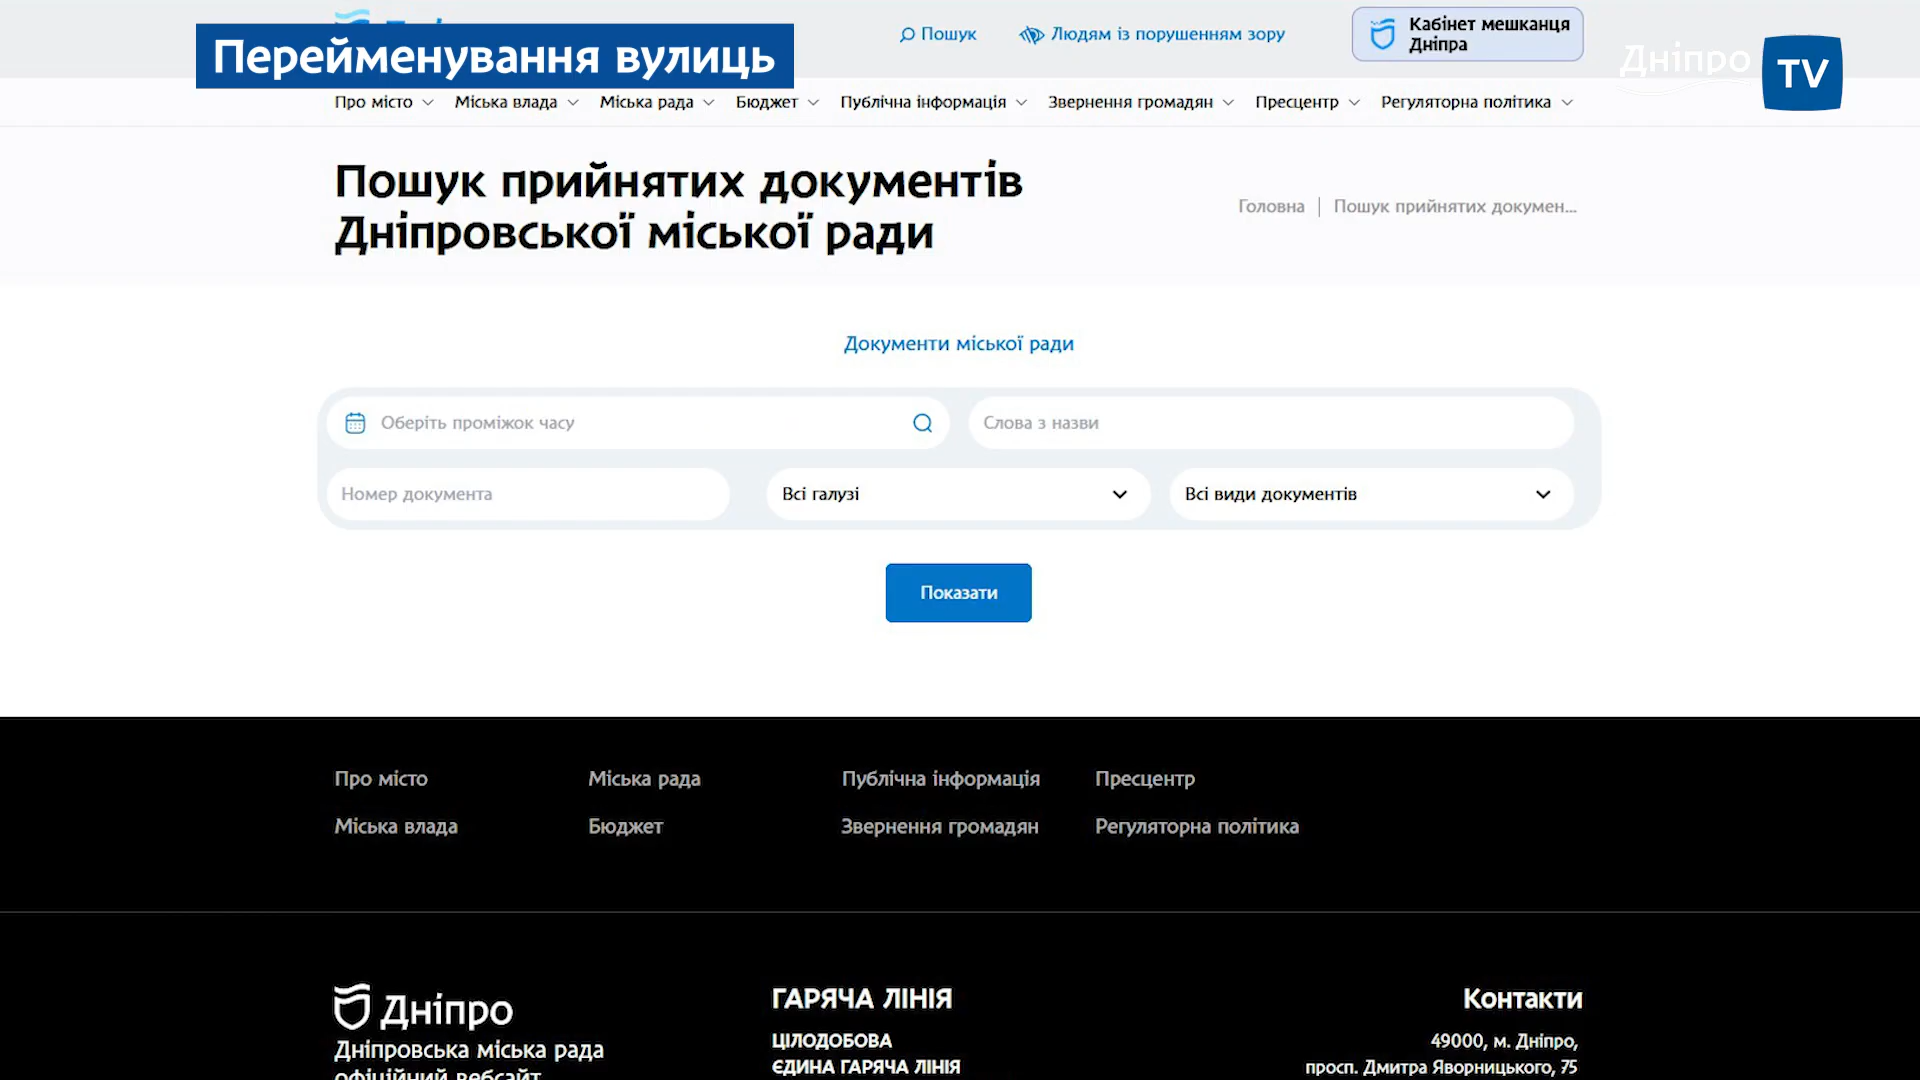 Перейменування вулиць
Пошук
Людям із порушенням зору
Кабінет мешканця
Дніпра
Дніпро TV
Про місто
Міська влада
Міська рада
Бюджет
Публічна інформація
Звернення громадян
Пресцентр
Регуляторна політика
Пошук прийнятих документів
Дніпровської міської ради
Головна | Пошук прийнятих докумен...
Документи міської ради
Оберіть проміжок часу
Слова з назви
Номер документа
Всі галузі
Всі види документів
Показати
Про місто
Міська рада
Публічна інформація
Пресцентр
Міська влада
Бюджет
Звернення громадян
Регуляторна політика
Дніпро
Дніпровська міська рада
офіційний вебсайт
ГАРЯЧА ЛІНІЯ
ЦІЛОДОБОВА
ЄДИНА ГАРЯЧА ЛІНІЯ
Контакти
49000, м. Дніпро,
просп. Дмитра Яворницького, 75